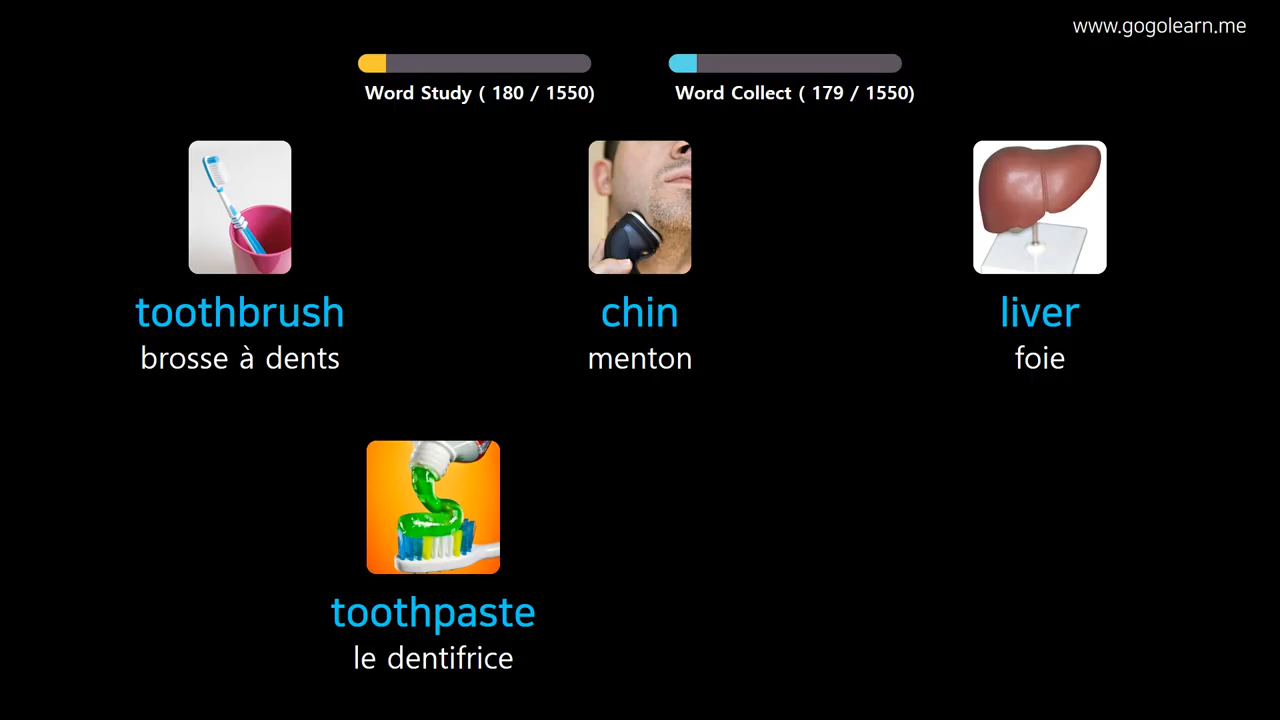 www.gogolearn.me
Word Study ( 180 / 1550)
Word Collect ( 179 / 1550)
toothbrush
brosse à dents
chin
menton
liver
foie
toothpaste
le dentifrice